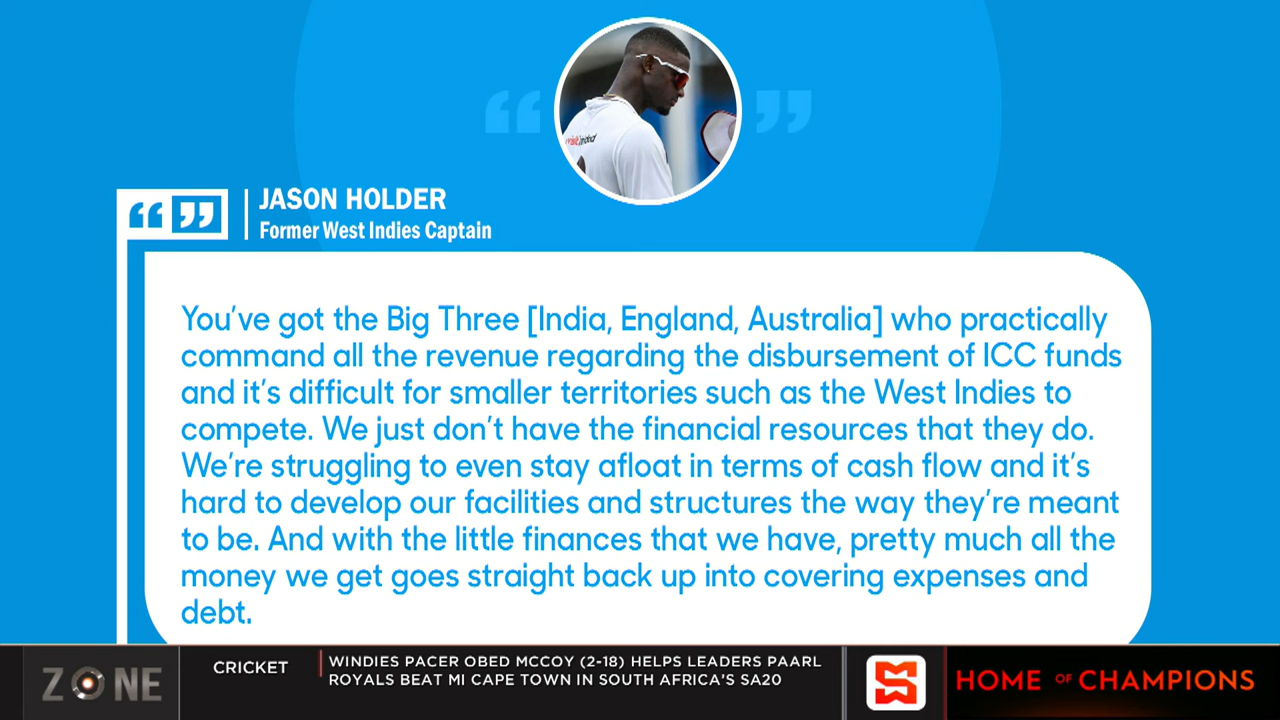 JASON HOLDER
Former West Indies Captain
You've got the Big Three [India, England, Australia] who practically
command all the revenue regarding the disbursement of ICC funds
and it's difficult for smaller territories such as the West Indies to
compete. We just don't have the financial resources that they do.
We're struggling to even stay afloat in terms of cash flow and it's
hard to develop our facilities and structures the way they're meant
to be. And with the little finances that we have, pretty much all the
money we get goes straight back up into covering expenses and
debt.
ZONE
CRICKET
WINDIES PACER OBED MCCOY (2-18) HELPS LEADERS PAARL
ROYALS BEAT MI CAPE TOWN IN SOUTH AFRICA'S SA20
HOME OF CHAMPIONS